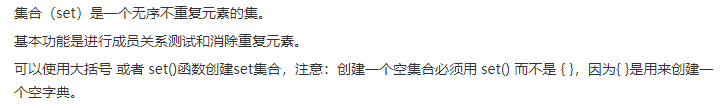 集合（set）是一个无序不重复元素的集。
基本功能是进行成员关系测试和消除重复元素。
可以使用大括号 或者 set()函数创建set集合，注意：创建一个空集合必须用 set() 而不是 { }，因为{ }是用来创建一
个空字典。